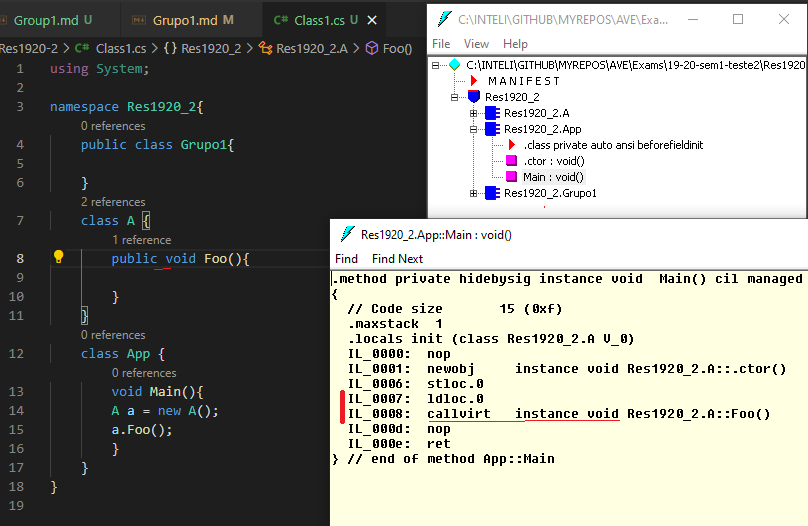 Group1.md U
Grupo1.md M
C# Class1.cs U ✕
Res1920-2 > C# Class1.cs > {} Res1920_2 > Res1920_2.A > Foo()
1 using System;
2
3 namespace Res1920_2{
0 references
4 public class Grupo1{
5
6 }
2 references
7 class A {
1 reference
8 public void Foo(){
9
10 }
11 }
0 references
12 class App {
0 references
13 void Main(){
14 A a = new A();
15 a.Foo();
16 }
17 }
18 }
19
C:\INTELI\GITHUB\MYREPOS\AVE\Exa...
File View Help
C:\INTELI\GITHUB\MYREPOS\AVE\Exams\19-20-sem1-teste2\Res1920
M A N I F E S T
Res1920_2
Res1920_2.A
Res1920_2.App
.class private auto ansi beforefieldinit
.ctor : void()
Main : void()
Res1920_2.Grupo1
Res1920_2.App::Main : void()
Find Find Next
.method private hidebysig instance void Main() cil managed
{
// Code size 15 (0xf)
.maxstack 1
.locals init (class Res1920_2.A V_0)
IL_0000: nop
IL_0001: newobj instance void Res1920_2.A::.ctor()
IL_0006: stloc.0
IL_0007: ldloc.0
IL_0008: callvirt instance void Res1920_2.A::Foo()
IL_000d: nop
IL_000e: ret
} // end of method App::Main